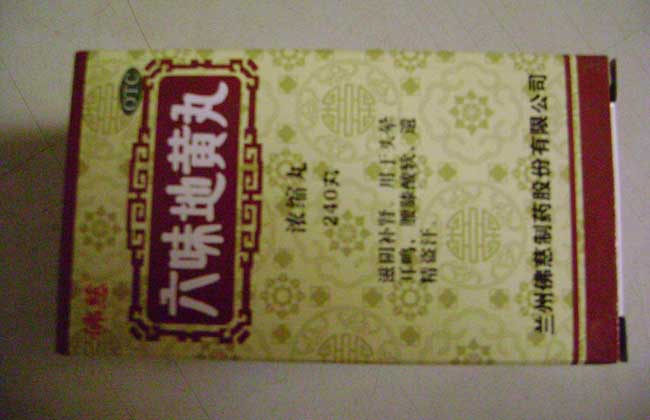 佛慈
OTC
六味地黄丸
浓缩丸
240丸
滋阴补肾。用于头晕
耳鸣，腰膝酸软，遗
精盗汗。
兰州佛慈制药股份有限公司